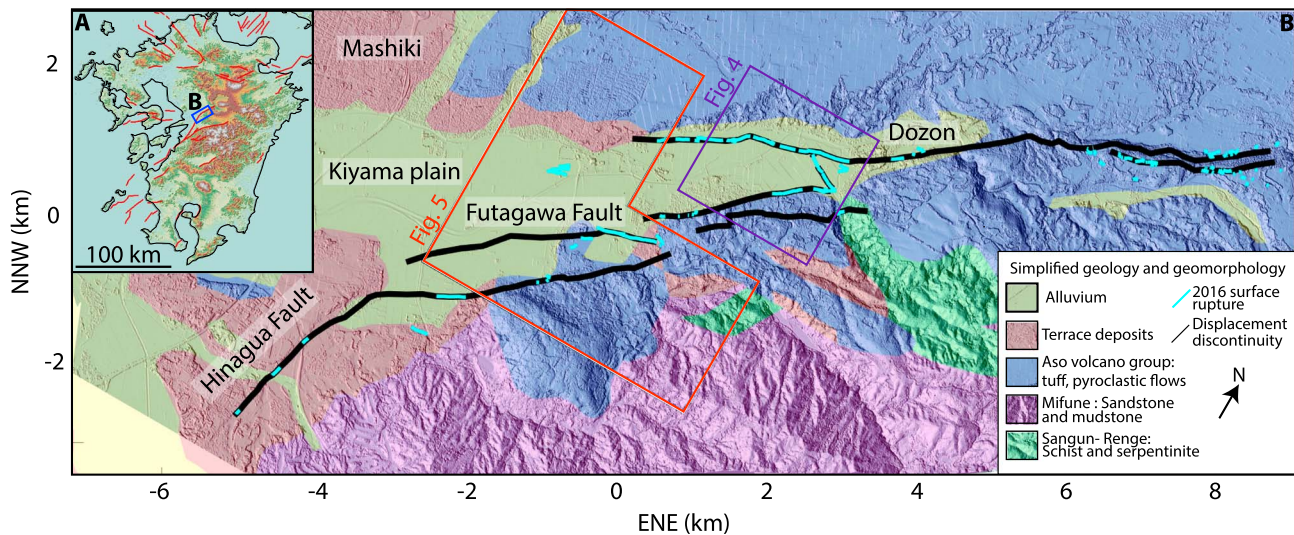 A
B
100 km
B
Mashiki
Kiyama plain
Futagawa Fault
Hinagua Fault
Dozon
Fig. 4
Fig. 5
NNW (km)
2
0
-2
-6
-4
-2
0
2
4
6
8
ENE (km)
Simplified geology and geomorphology
Alluvium
Terrace deposits
Aso volcano group:
tuff, pyroclastic flows
Mifune : Sandstone
and mudstone
Sangun- Renge:
Schist and serpentinite
2016 surface
rupture
Displacement
discontinuity
N